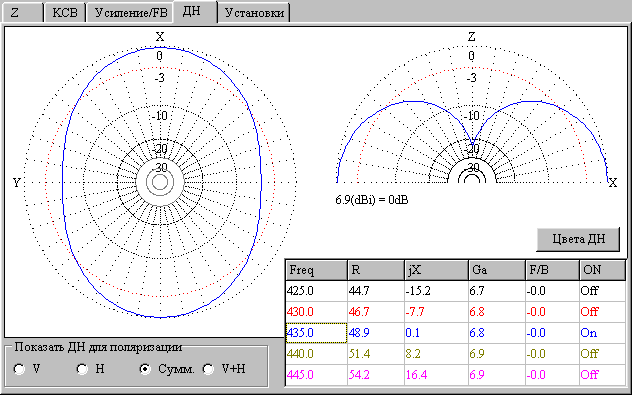 Z КСВ Усиление/FB ДН Установки
X Z
0 0
-3 -3
-10 -10
-20 -20
-30 -30
Y X
6.9(dBi) = 0dB
Цвета ДН
Freq R jX Ga F/B ON
425.0 44.7 -15.2 6.7 -0.0 Off
430.0 46.7 -7.7 6.8 -0.0 Off
435.0 48.9 0.1 6.8 -0.0 On
440.0 51.4 8.2 6.9 -0.0 Off
445.0 54.2 16.4 6.9 -0.0 Off
Показать ДН для поляризации
V H Сумм. V+H